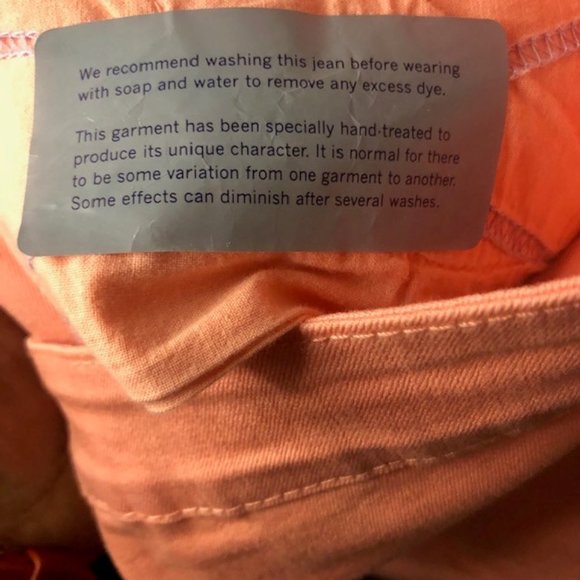 We recommend washing this jean before wearing
with soap and water to remove any excess dye.
This garment has been specially hand-treated to
produce its unique character. It is normal for there
to be some variation from one garment to another.
Some effects can diminish after several washes.